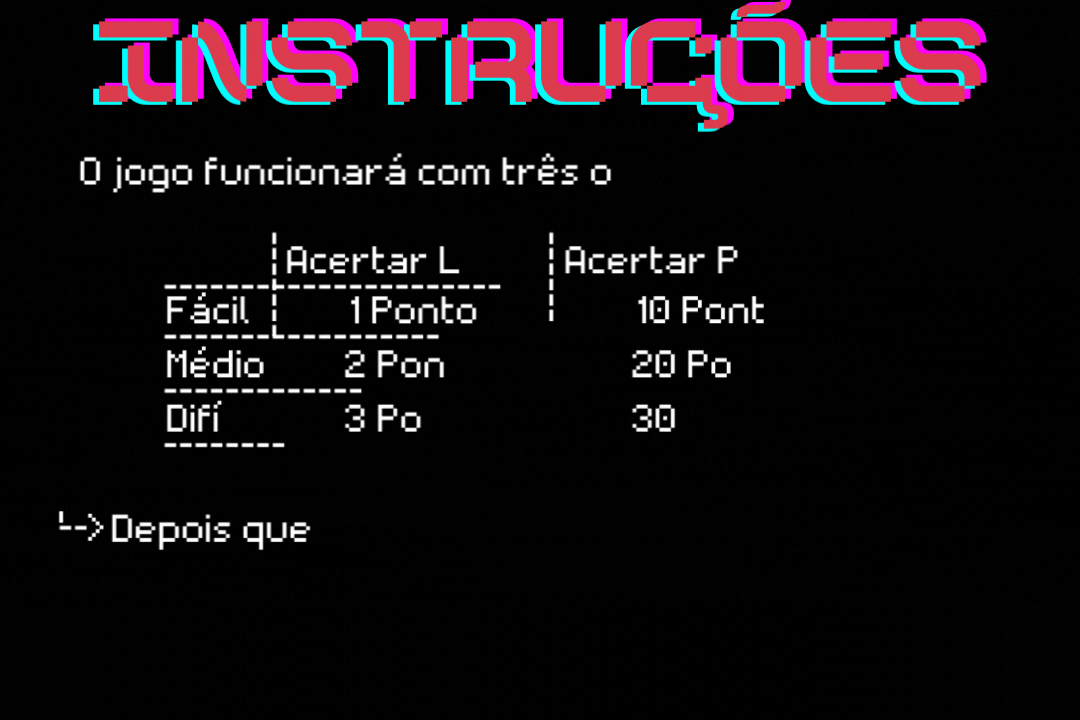 INSTRUÇÕES
O jogo funcionará com três o
Acertar L Acertar P
Fácil 1 Ponto 10 Pont
Médio 2 Pon 20 Po
Difí 3 Po 30
Depois que